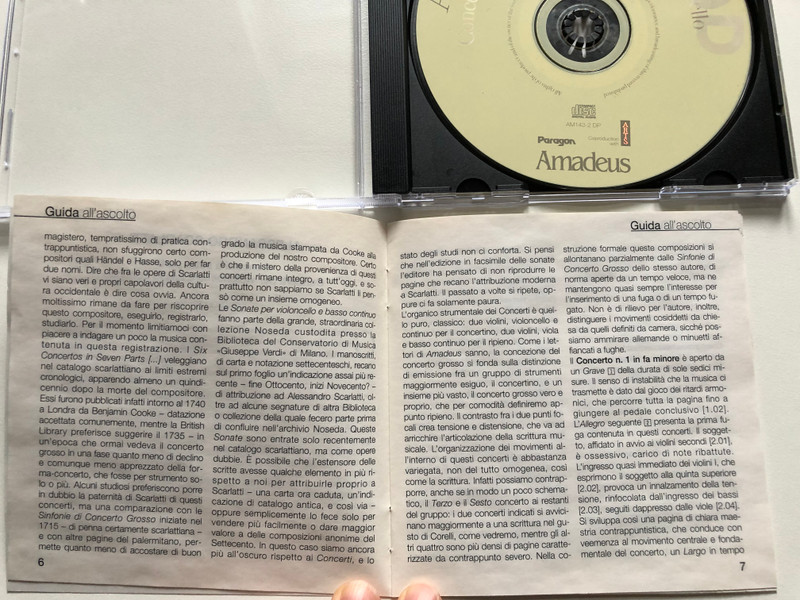 AM 143-2 DP
Paragon
ARTS
Amadeus
Guida all'ascolto
magistero, tempratissimo di pratica con-
trappuntistica, non sfuggirono certo com-
positori quali Händel e Hasse, solo per far
due nomi. Dire che fra le opere di Scarlatti
vi siano veri e propri capolavori della cultu-
ra occidentale è dire cosa ovvia. Ancora
moltissimo rimane da fare per riscoprire
questo compositore, eseguirlo, registrarlo,
studiarlo. Per il momento limitiamoci con
piacere a indagare un poco la musica con-
tenuta in questa registrazione. I Six
Concertos in Seven Parts [...] veleggiano
nel catalogo scarlattiano ai limiti estremi
cronologici, apparendo almeno un quindi-
cennio dopo la morte del compositore.
Essi furono pubblicati infatti intorno al 1740
a Londra da Benjamin Cooke – datazione
accettata comunemente, mentre la British
Library preferisce suggerire il 1735 – in
un'epoca che ormai vedeva il concerto
grosso in una fase quanto meno di declino
e comunque meno apprezzato della for-
ma-concerto, che fosse per strumento so-
lo o più. Alcuni studiosi preferiscono porre
in dubbio la paternità di Scarlatti di questi
concerti, ma una comparazione con le
Sinfonie di Concerto Grosso iniziate nel
1715 – di penna certamente scarlattiana –
e con altre pagine del palermitano, per-
mette quanto meno di accostare di buon
grado la musica stampata da Cooke alla
produzione del nostro compositore. Certo
è che il mistero della provenienza di questi
concerti rimane integro, a tutt'oggi, e so-
prattutto non sappiamo se Scarlatti li pen-
sò come un insieme omogeneo.
Le Sonate per violoncello e basso continuo
fanno parte della grande, straordinaria col-
lezione Noseda custodita presso la
Biblioteca del Conservatorio di Musica
«Giuseppe Verdi» di Milano. I manoscritti,
di carta e notazione settecenteschi, recano
sul primo foglio un'indicazione assai più re-
cente – fine Ottocento, inizi Novecento? –
di attribuzione ad Alessandro Scarlatti, ol-
tre ad alcune segnature di altra Biblioteca
o collezione della quale fecero parte prima
di confluire nell'archivio Noseda. Queste
Sonate sono entrate solo recentemente
nel catalogo scarlattiano, ma come opere
dubbie. È possibile che l'estensore delle
scritte avesse qualche elemento in più ri-
spetto a noi per attribuirle proprio a
Scarlatti – una carta ora caduta, un'indi-
cazione di catalogo antica, e così via –
oppure semplicemente lo fece solo per
vendere più facilmente o dare maggior
valore a delle composizioni anonime del
Settecento. In questo caso siamo ancora
più all'oscuro rispetto ai Concerti, e lo
6
Guida all'ascolto
stato degli studi non ci conforta. Si pensi
che nell'edizione in facsimile delle sonate
l'editore ha pensato di non riprodurre le
pagine che recano l'attribuzione moderna
a Scarlatti. Il passato a volte si ripete, op-
pure ci fa solamente paura.
L'organico strumentale dei Concerti è quel-
lo puro, classico: due violini, violoncello e
continuo per il concertino, due violini, viola
e basso continuo per il ripieno. Come i let-
tori di Amadeus sanno, la concezione del
concerto grosso si fonda sulla distinzione
di emissione fra un gruppo di strumenti
maggiormente esiguo, il concertino, e un
insieme più vasto, il concerto grosso vero e
proprio, che per comodità definiremo ap-
punto ripieno. Il contrasto fra i due punti fo-
cali crea tensione e distensione, che va ad
arricchire l'articolazione della scrittura mu-
sicale. L'organizzazione dei movimenti al-
l'interno di questi concerti è abbastanza
variegata, non del tutto omogenea, così
come la scrittura. Infatti possiamo contrap-
porre, anche se in modo un poco schema-
tico, il Terzo e il Sesto concerto ai restanti
del gruppo: i due concerti indicati si avvici-
nano maggiormente a una scrittura nel gu-
sto di Corelli, come vedremo, mentre gli al-
tri quattro sono più densi di pagine caratte-
rizzate da contrappunto severo. Nella co-
struzione formale queste composizioni si
allontanano parzialmente dalle Sinfonie di
Concerto Grosso dello stesso autore, di
norma aperte da un tempo veloce, ma ne
mantengono quasi sempre l'interesse per
l'inserimento di una fuga o di un tempo fu-
gato. Non è di rilievo per l'autore, inoltre,
distinguere i movimenti cosiddetti da chie-
sa da quelli definiti da camera, sicché pos-
siamo ammirare allemande o minuetti af-
fiancati a fughe.
Il Concerto n. 1 in fa minore è aperto da
un Grave [1] della durata di sole sedici mi-
sure. Il senso di instabilità che la musica ci
trasmette è dato dal gioco dei ritardi armo-
nici, che percorre tutta la pagina fino a
giungere al pedale conclusivo [1.02].
L'Allegro seguente [2] presenta la prima fu-
ga contenuta in questi concerti. Il sogget-
to, affidato in avvio ai violini secondi [2.01],
è ossessivo, carico di note ribattute.
L'ingresso quasi immediato dei violini I, che
esprimono il soggetto alla quinta superiore
[2.02], provoca un innalzamento della ten-
sione, rinfocolata dall'ingresso dei bassi
[2.03], seguiti dappresso dalle viole [2.04].
Si sviluppa così una pagina di chiara mae-
stria contrappuntistica, che conduce con
veemenza al movimento centrale e fonda-
mentale del concerto, un Largo in tempo
7